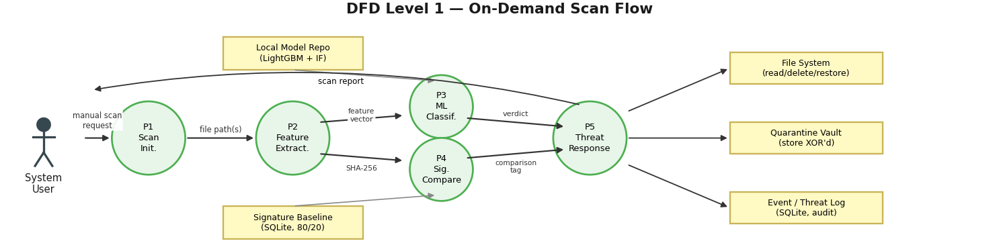 DFD Level 1 — On-Demand Scan Flow
Local Model Repo
(LightGBM + IF)
File System
(read/delete/restore)
scan report
P3
ML
Classif.
manual scan
request
P1
Scan
Init.
file path(s)
P2
Feature
Extract.
feature
vector
verdict
P5
Threat
Response
Quarantine Vault
(store XOR'd)
SHA-256
P4
Sig.
Compare
comparison
tag
System
User
Signature Baseline
(SQLite, 80/20)
Event / Threat Log
(SQLite, audit)